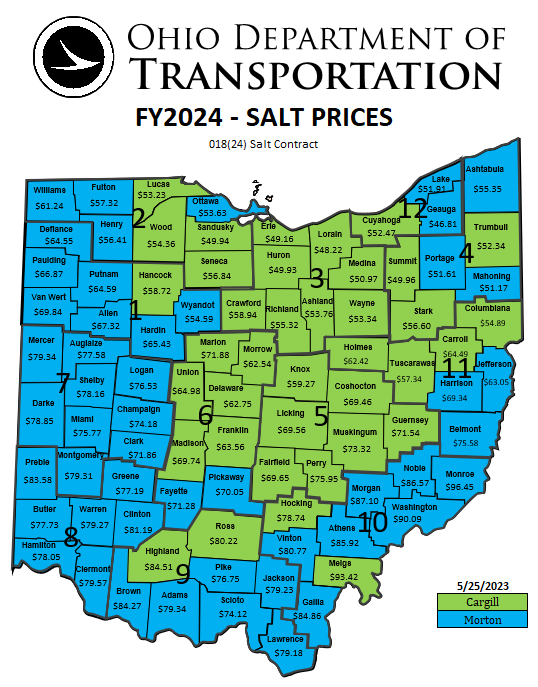 OHIO DEPARTMENT OF
TRANSPORTATION
FY2024 - SALT PRICES
018(24) Salt Contract
Williams
$61.24
Fulton
$57.32
Lucas
$53.23
Ottawa
$53.63
Lake
$51.91
Ashtabula
$55.35
Geauga
$46.81
12
Cuyahoga
$52.47
2
Defiance
$64.55
Henry
$56.41
Wood
$54.36
Sandusky
$49.94
Erie
$49.16
Lorain
$48.22
Trumbull
$52.34
Paulding
$66.87
Putnam
$64.59
Hancock
$58.72
Seneca
$56.84
Huron
$49.93
3
Medina
$50.97
Summit
$49.96
Portage
$51.61
4
Mahoning
$51.17
Van Wert
$69.84
Allen
$67.32
1
Wyandot
$54.59
Crawford
$58.94
Richland
$55.32
Ashland
$53.76
Wayne
$53.34
Stark
$56.60
Columbiana
$54.89
Hardin
$65.43
Mercer
$79.34
Auglaize
$77.58
Marion
$71.88
Morrow
$62.54
Holmes
$62.42
Tuscarawas
$57.34
Carroll
$64.49
11
Jefferson
$63.05
Harrison
$69.34
7
Shelby
$78.16
Logan
$76.53
Union
$64.98
Delaware
$62.75
Knox
$59.27
Coshocton
$69.46
Darke
$78.85
Miami
$75.77
Champaign
$74.18
6
Licking
$69.56
5
Guernsey
$71.54
Belmont
$75.58
Clark
$71.86
Madison
$69.74
Franklin
$63.56
Muskingum
$73.32
Preble
$83.58
Montgomery
$79.31
Greene
$77.19
Fayette
$71.28
Pickaway
$70.05
Fairfield
$69.65
Perry
$75.95
Morgan
$87.10
Noble
$86.57
Monroe
$96.45
Butler
$77.73
Warren
$79.27
Clinton
$81.19
Ross
$80.22
Hocking
$78.74
Athens
$85.92
10
Washington
$90.09
8
Hamilton
$78.05
Clermont
$79.57
Highland
$84.51
9
Vinton
$80.77
Meigs
$93.42
Brown
$84.27
Adams
$79.34
Pike
$76.75
Jackson
$79.23
Scioto
$74.12
Gallia
$84.86
Lawrence
$79.18
5/25/2023
Cargill
Morton